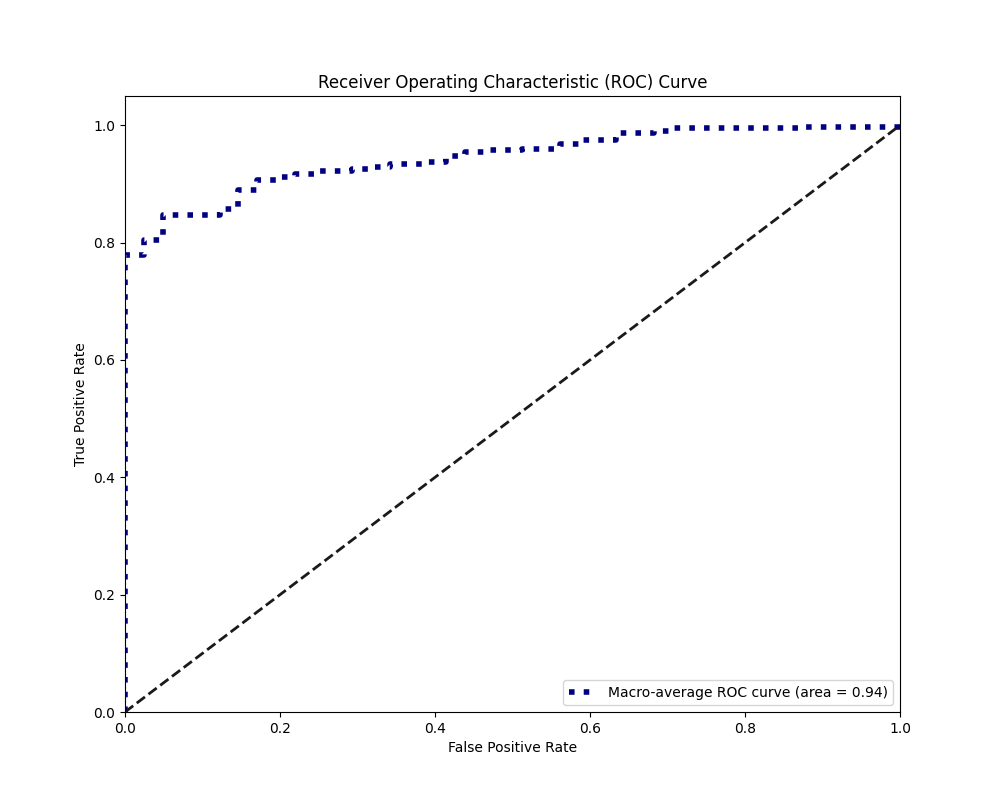 Receiver Operating Characteristic (ROC) Curve
1.0
0.8
0.6
0.4
0.2
0.0
True Positive Rate
0.0 0.2 0.4 0.6 0.8 1.0
False Positive Rate
Macro-average ROC curve (area = 0.94)